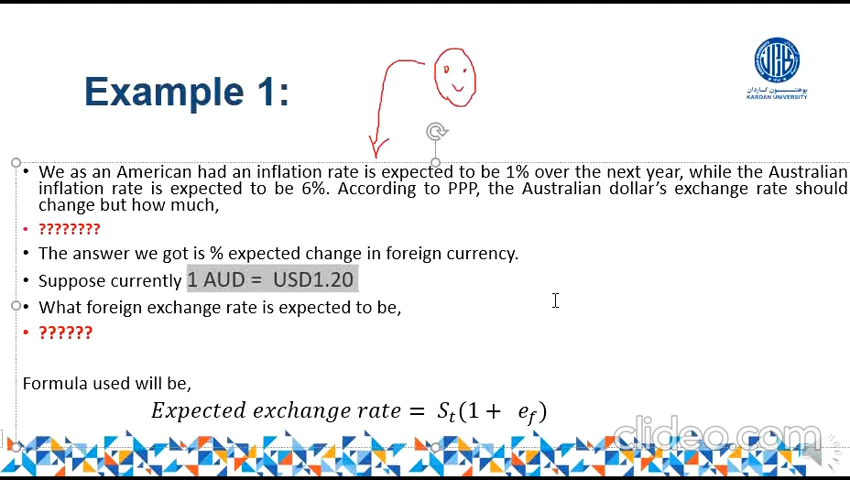 Example 1:
پوهنتون کاردان
KARDAN UNIVERSITY
• We as an American had an inflation rate is expected to be 1% over the next year, while the Australian
inflation rate is expected to be 6%. According to PPP, the Australian dollar's exchange rate should
change but how much,
• ????????
• The answer we got is % expected change in foreign currency.
• Suppose currently 1 AUD = USD1.20
• What foreign exchange rate is expected to be,
• ??????
Formula used will be,
Expected exchange rate = S_t(1 + e_f)
clideo.com